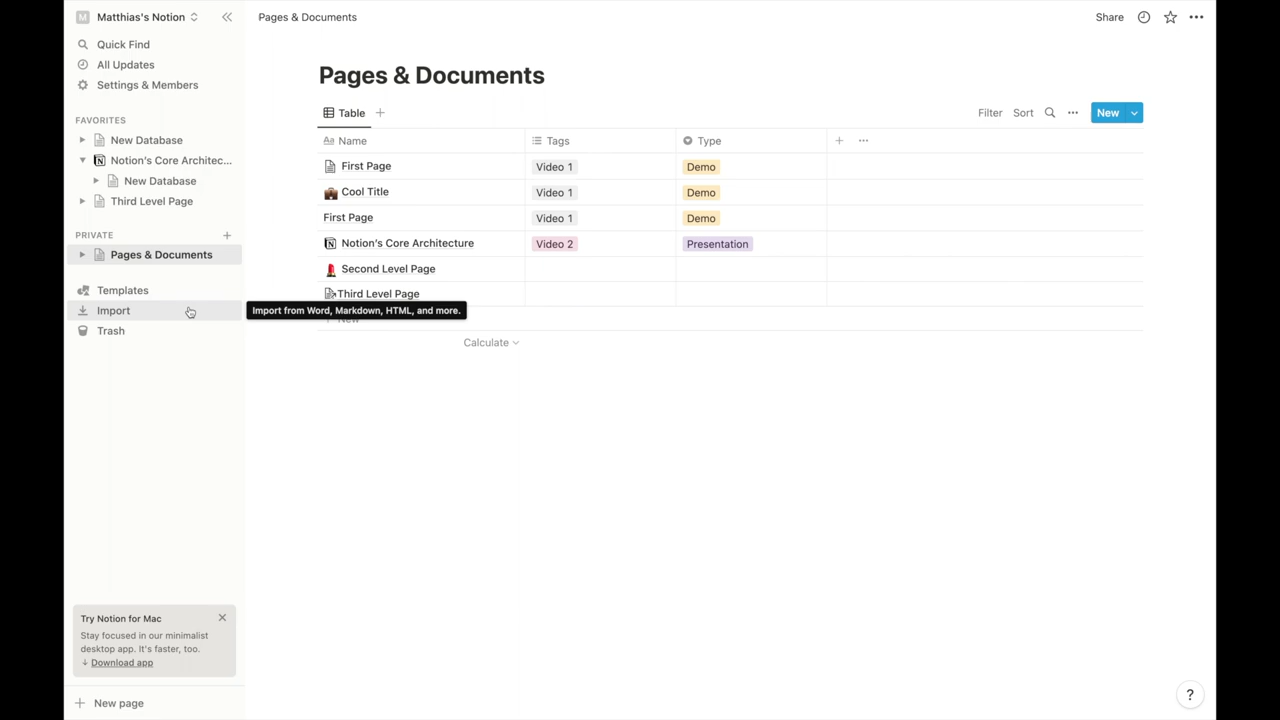 M Matthias's Notion
Pages & Documents
Share
Quick Find
All Updates
Settings & Members
FAVORITES
New Database
Notion's Core Architec...
New Database
Third Level Page
PRIVATE
Pages & Documents
Templates
Import
Trash
Import from Word, Markdown, HTML, and more.
Pages & Documents
Table
Filter Sort New
Aa Name Tags Type
First Page Video 1 Demo
Cool Title Video 1 Demo
First Page Video 1 Demo
Notion's Core Architecture Video 2 Presentation
Second Level Page
Third Level Page
New
Calculate
Try Notion for Mac
Stay focused in our minimalist
desktop app. It's faster, too.
↓ Download app
New page
?